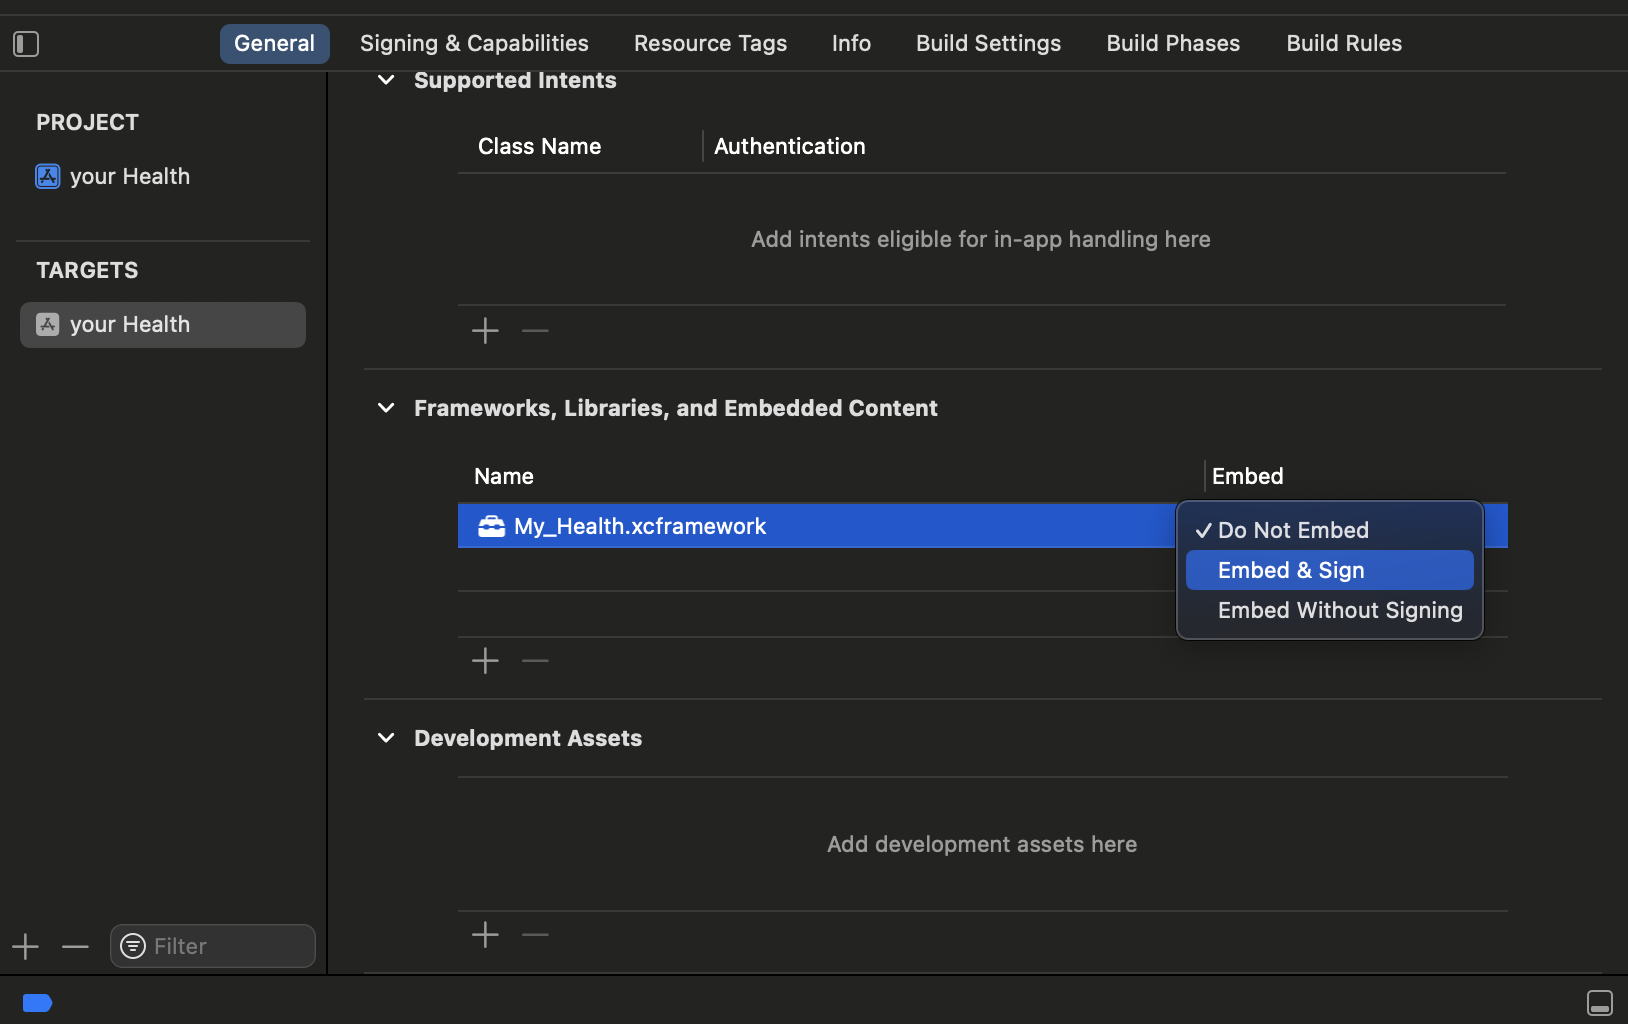 General
Signing & Capabilities
Resource Tags
Info
Build Settings
Build Phases
Build Rules
PROJECT
your Health
TARGETS
your Health
Filter
Supported Intents
Class Name
Authentication
Add intents eligible for in-app handling here
Frameworks, Libraries, and Embedded Content
Name
Embed
My_Health.xcframework
Do Not Embed
Embed & Sign
Embed Without Signing
Development Assets
Add development assets here